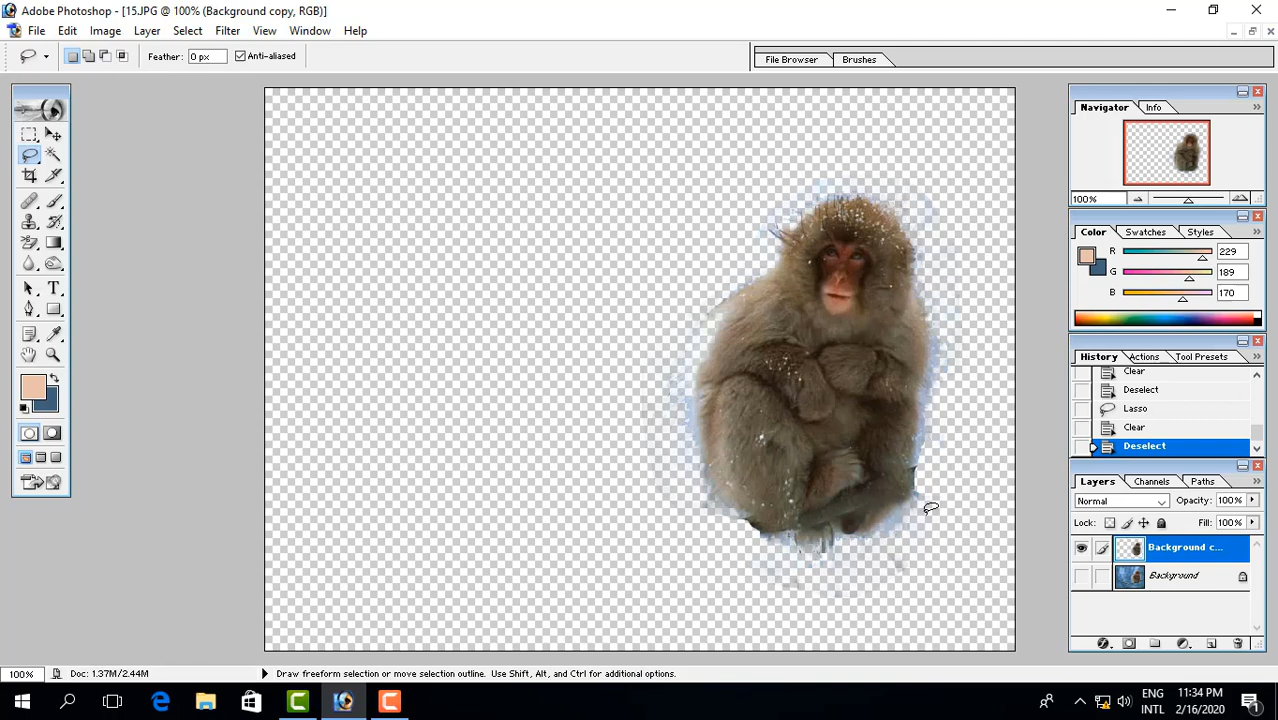 Adobe Photoshop - [15.JPG @ 100% (Background copy, RGB)]
File Edit Image Layer Select Filter View Window Help
Feather: 0 px Anti-aliased
File Browser Brushes
Navigator Info
100%
Color Swatches Styles
R 229
G 189
B 170
History Actions Tool Presets
Clear
Deselect
Lasso
Clear
Deselect
Layers Channels Paths
Normal Opacity: 100%
Lock: Fill: 100%
Background c...
Background
100% Doc: 1.37M/2.44M Draw freeform selection or move selection outline. Use Shift, Alt, and Ctrl for additional options.
ENG 11:34 PM
INTL 2/16/2020
1